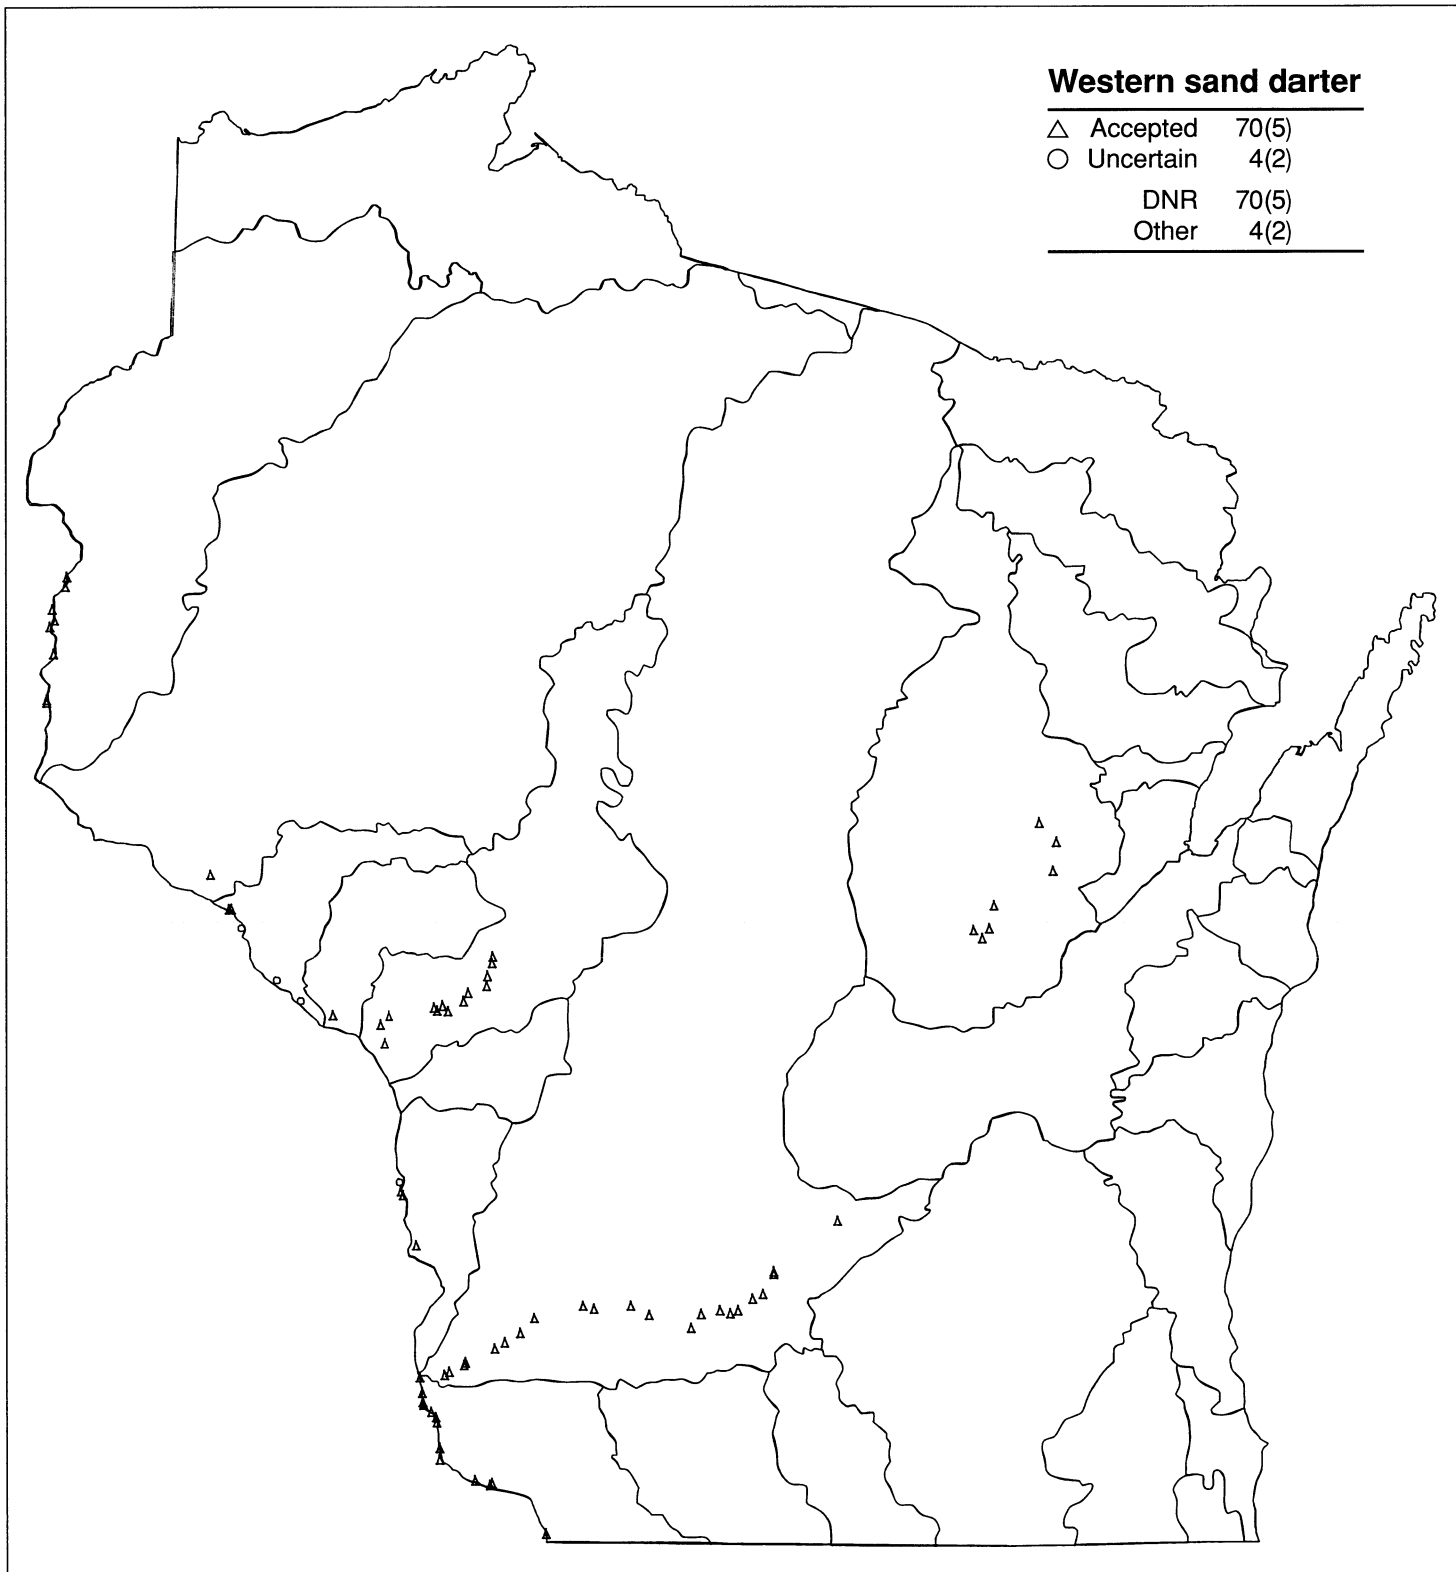 Western sand darter
Accepted 70(5)
Uncertain 4(2)
DNR 70(5)
Other 4(2)